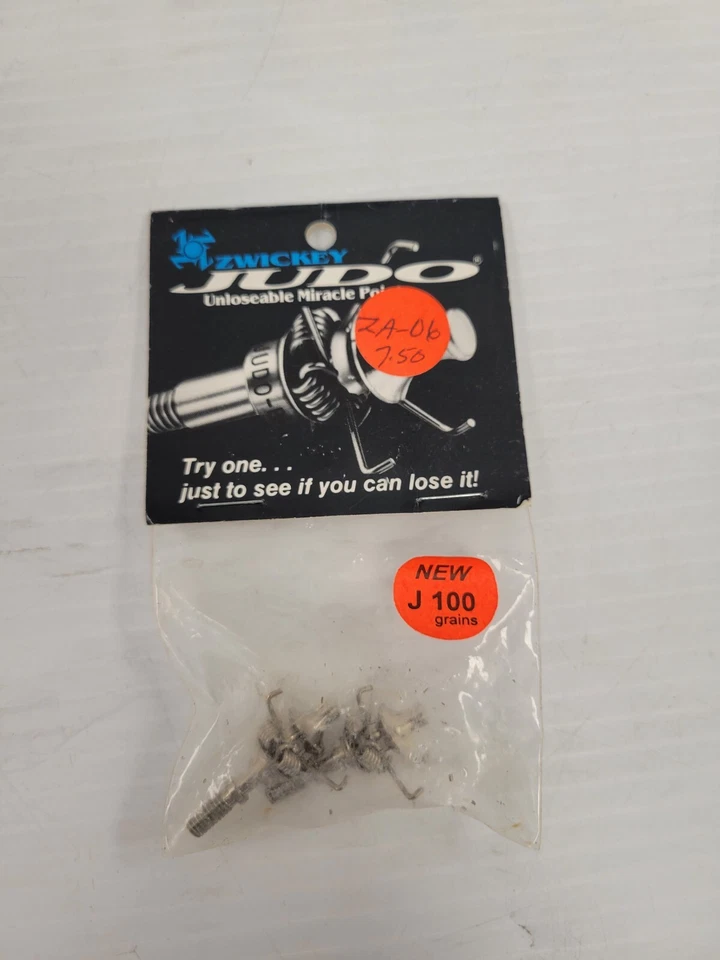 ZWICKEY
JUDO®
Unloseable Miracle
ZA-06
7.50
JUDO-
Try one. . .
just to see if you can lose it!
NEW
J 100
grains